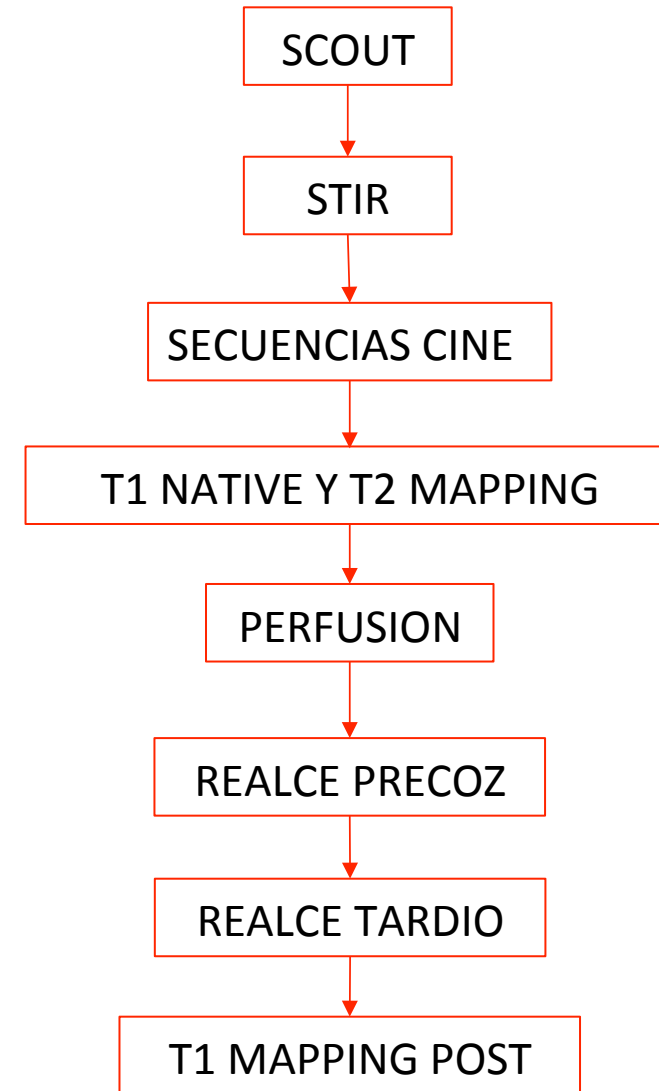 SCOUT
STIR
SECUENCIAS CINE
T1 NATIVE Y T2 MAPPING
PERFUSION
REALCE PRECOZ
REALCE TARDIO
T1 MAPPING POST